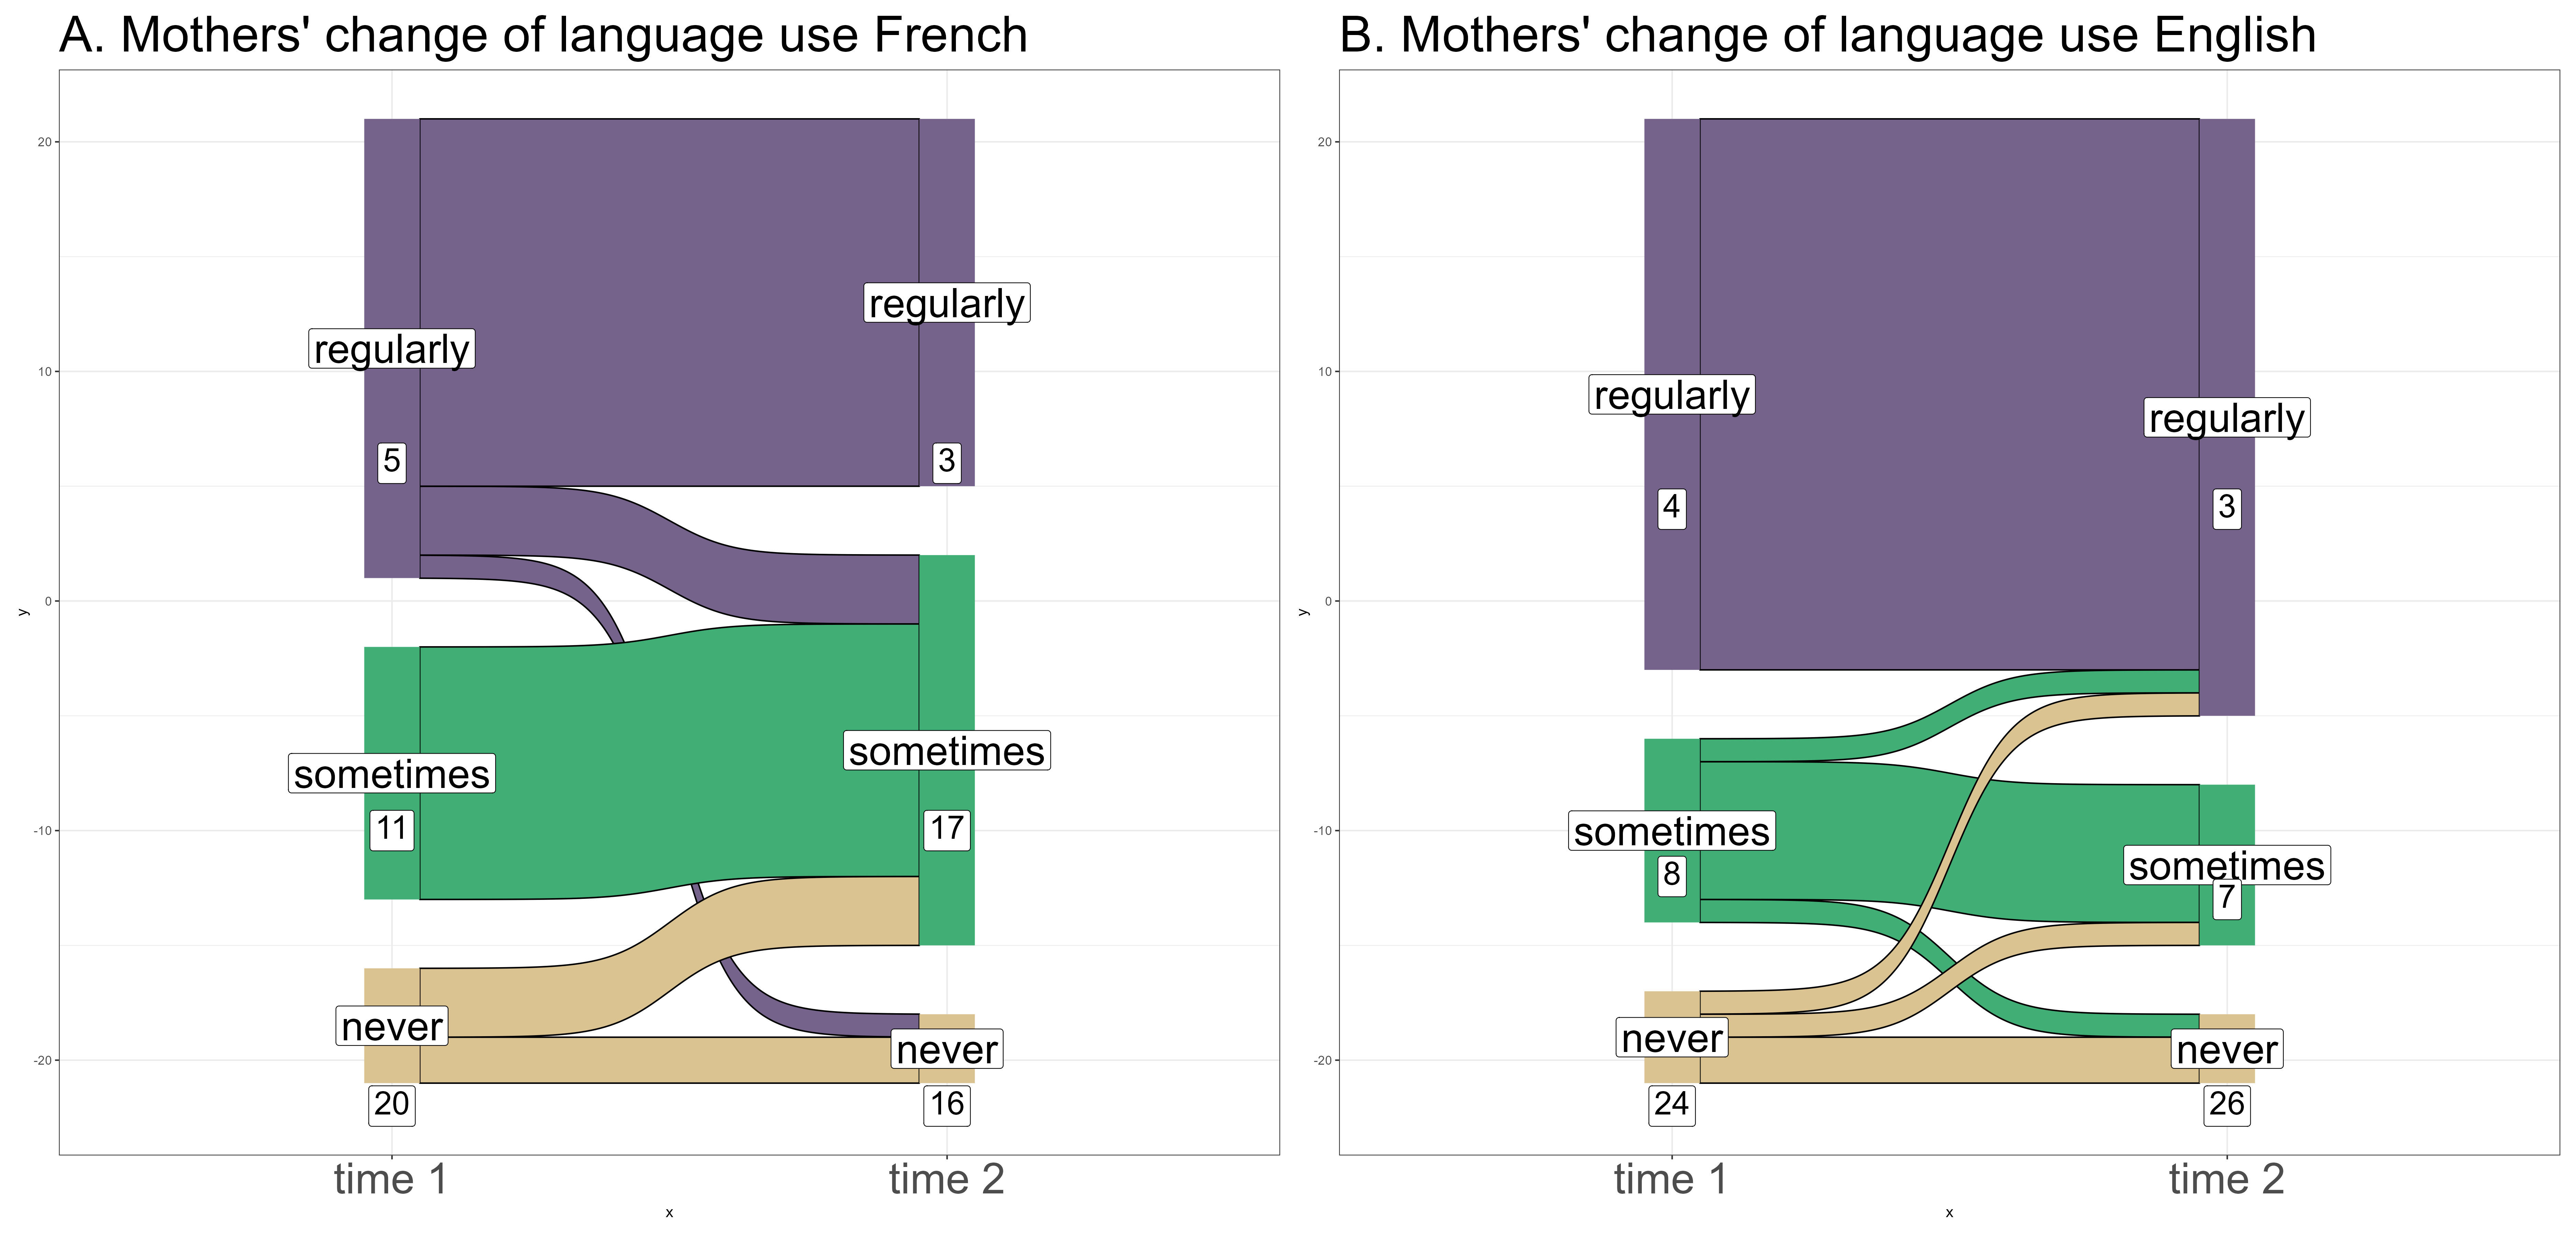 A. Mothers' change of language use French
20
10
0
-10
-20
y
regularly
5
sometimes
11
never
20
regularly
3
sometimes
17
never
16
time 1
time 2
x
B. Mothers' change of language use English
20
10
0
-10
-20
y
regularly
4
sometimes
8
never
24
regularly
3
sometimes
7
never
26
time 1
time 2
x